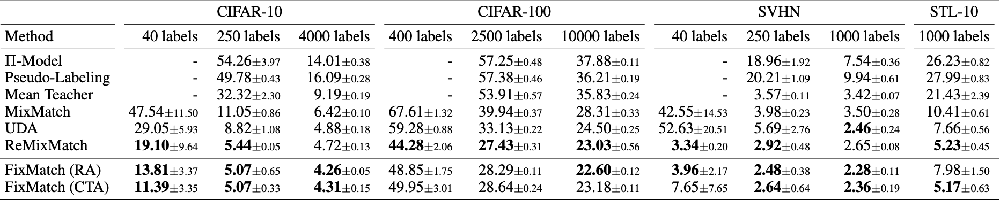 CIFAR-10 CIFAR-100 SVHN STL-10
Method 40 labels 250 labels 4000 labels 400 labels 2500 labels 10000 labels 40 labels 250 labels 1000 labels 1000 labels
Π-Model - 54.26±3.97 14.01±0.38 - 57.25±0.48 37.88±0.11 - 18.96±1.92 7.54±0.36 26.23±0.82
Pseudo-Labeling - 49.78±0.43 16.09±0.28 - 57.38±0.46 36.21±0.19 - 20.21±1.09 9.94±0.61 27.99±0.83
Mean Teacher - 32.32±2.30 9.19±0.19 - 53.91±0.57 35.83±0.24 - 3.57±0.11 3.42±0.07 21.43±2.39
MixMatch 47.54±11.50 11.05±0.86 6.42±0.10 67.61±1.32 39.94±0.37 28.31±0.33 42.55±14.53 3.98±0.23 3.50±0.28 10.41±0.61
UDA 29.05±5.93 8.82±1.08 4.88±0.18 59.28±0.88 33.13±0.22 24.50±0.25 52.63±20.51 5.69±2.76 2.46±0.24 7.66±0.56
ReMixMatch 19.10±9.64 5.44±0.05 4.72±0.13 44.28±2.06 27.43±0.31 23.03±0.56 3.34±0.20 2.92±0.48 2.65±0.08 5.23±0.45
FixMatch (RA) 13.81±3.37 5.07±0.65 4.26±0.05 48.85±1.75 28.29±0.11 22.60±0.12 3.96±2.17 2.48±0.38 2.28±0.11 7.98±1.50
FixMatch (CTA) 11.39±3.35 5.07±0.33 4.31±0.15 49.95±3.01 28.64±0.24 23.18±0.11 7.65±7.65 2.64±0.64 2.36±0.19 5.17±0.63